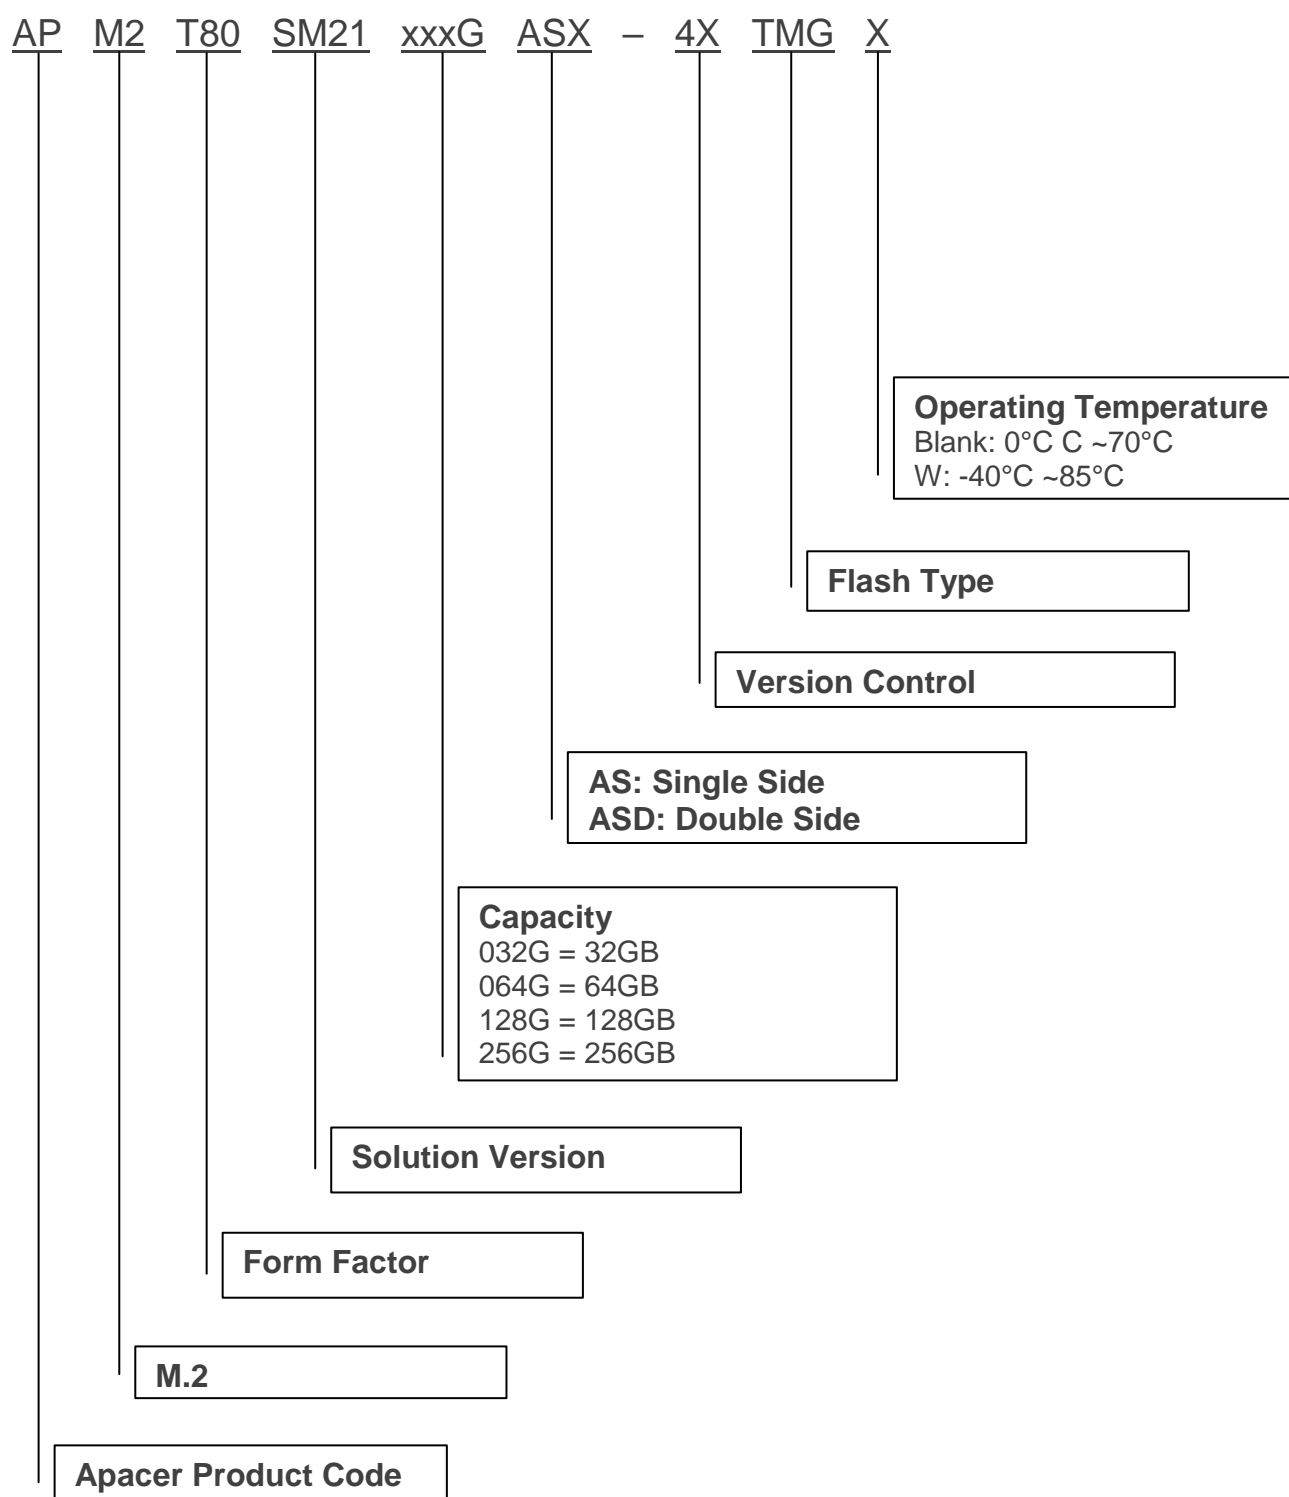 AP M2 T80 SM21 xxxG ASX – 4X TMG X
Operating Temperature
Blank: 0°C C ~70°C
W: -40°C ~85°C
Flash Type
Version Control
AS: Single Side
ASD: Double Side
Capacity
032G = 32GB
064G = 64GB
128G = 128GB
256G = 256GB
Solution Version
Form Factor
M.2
Apacer Product Code